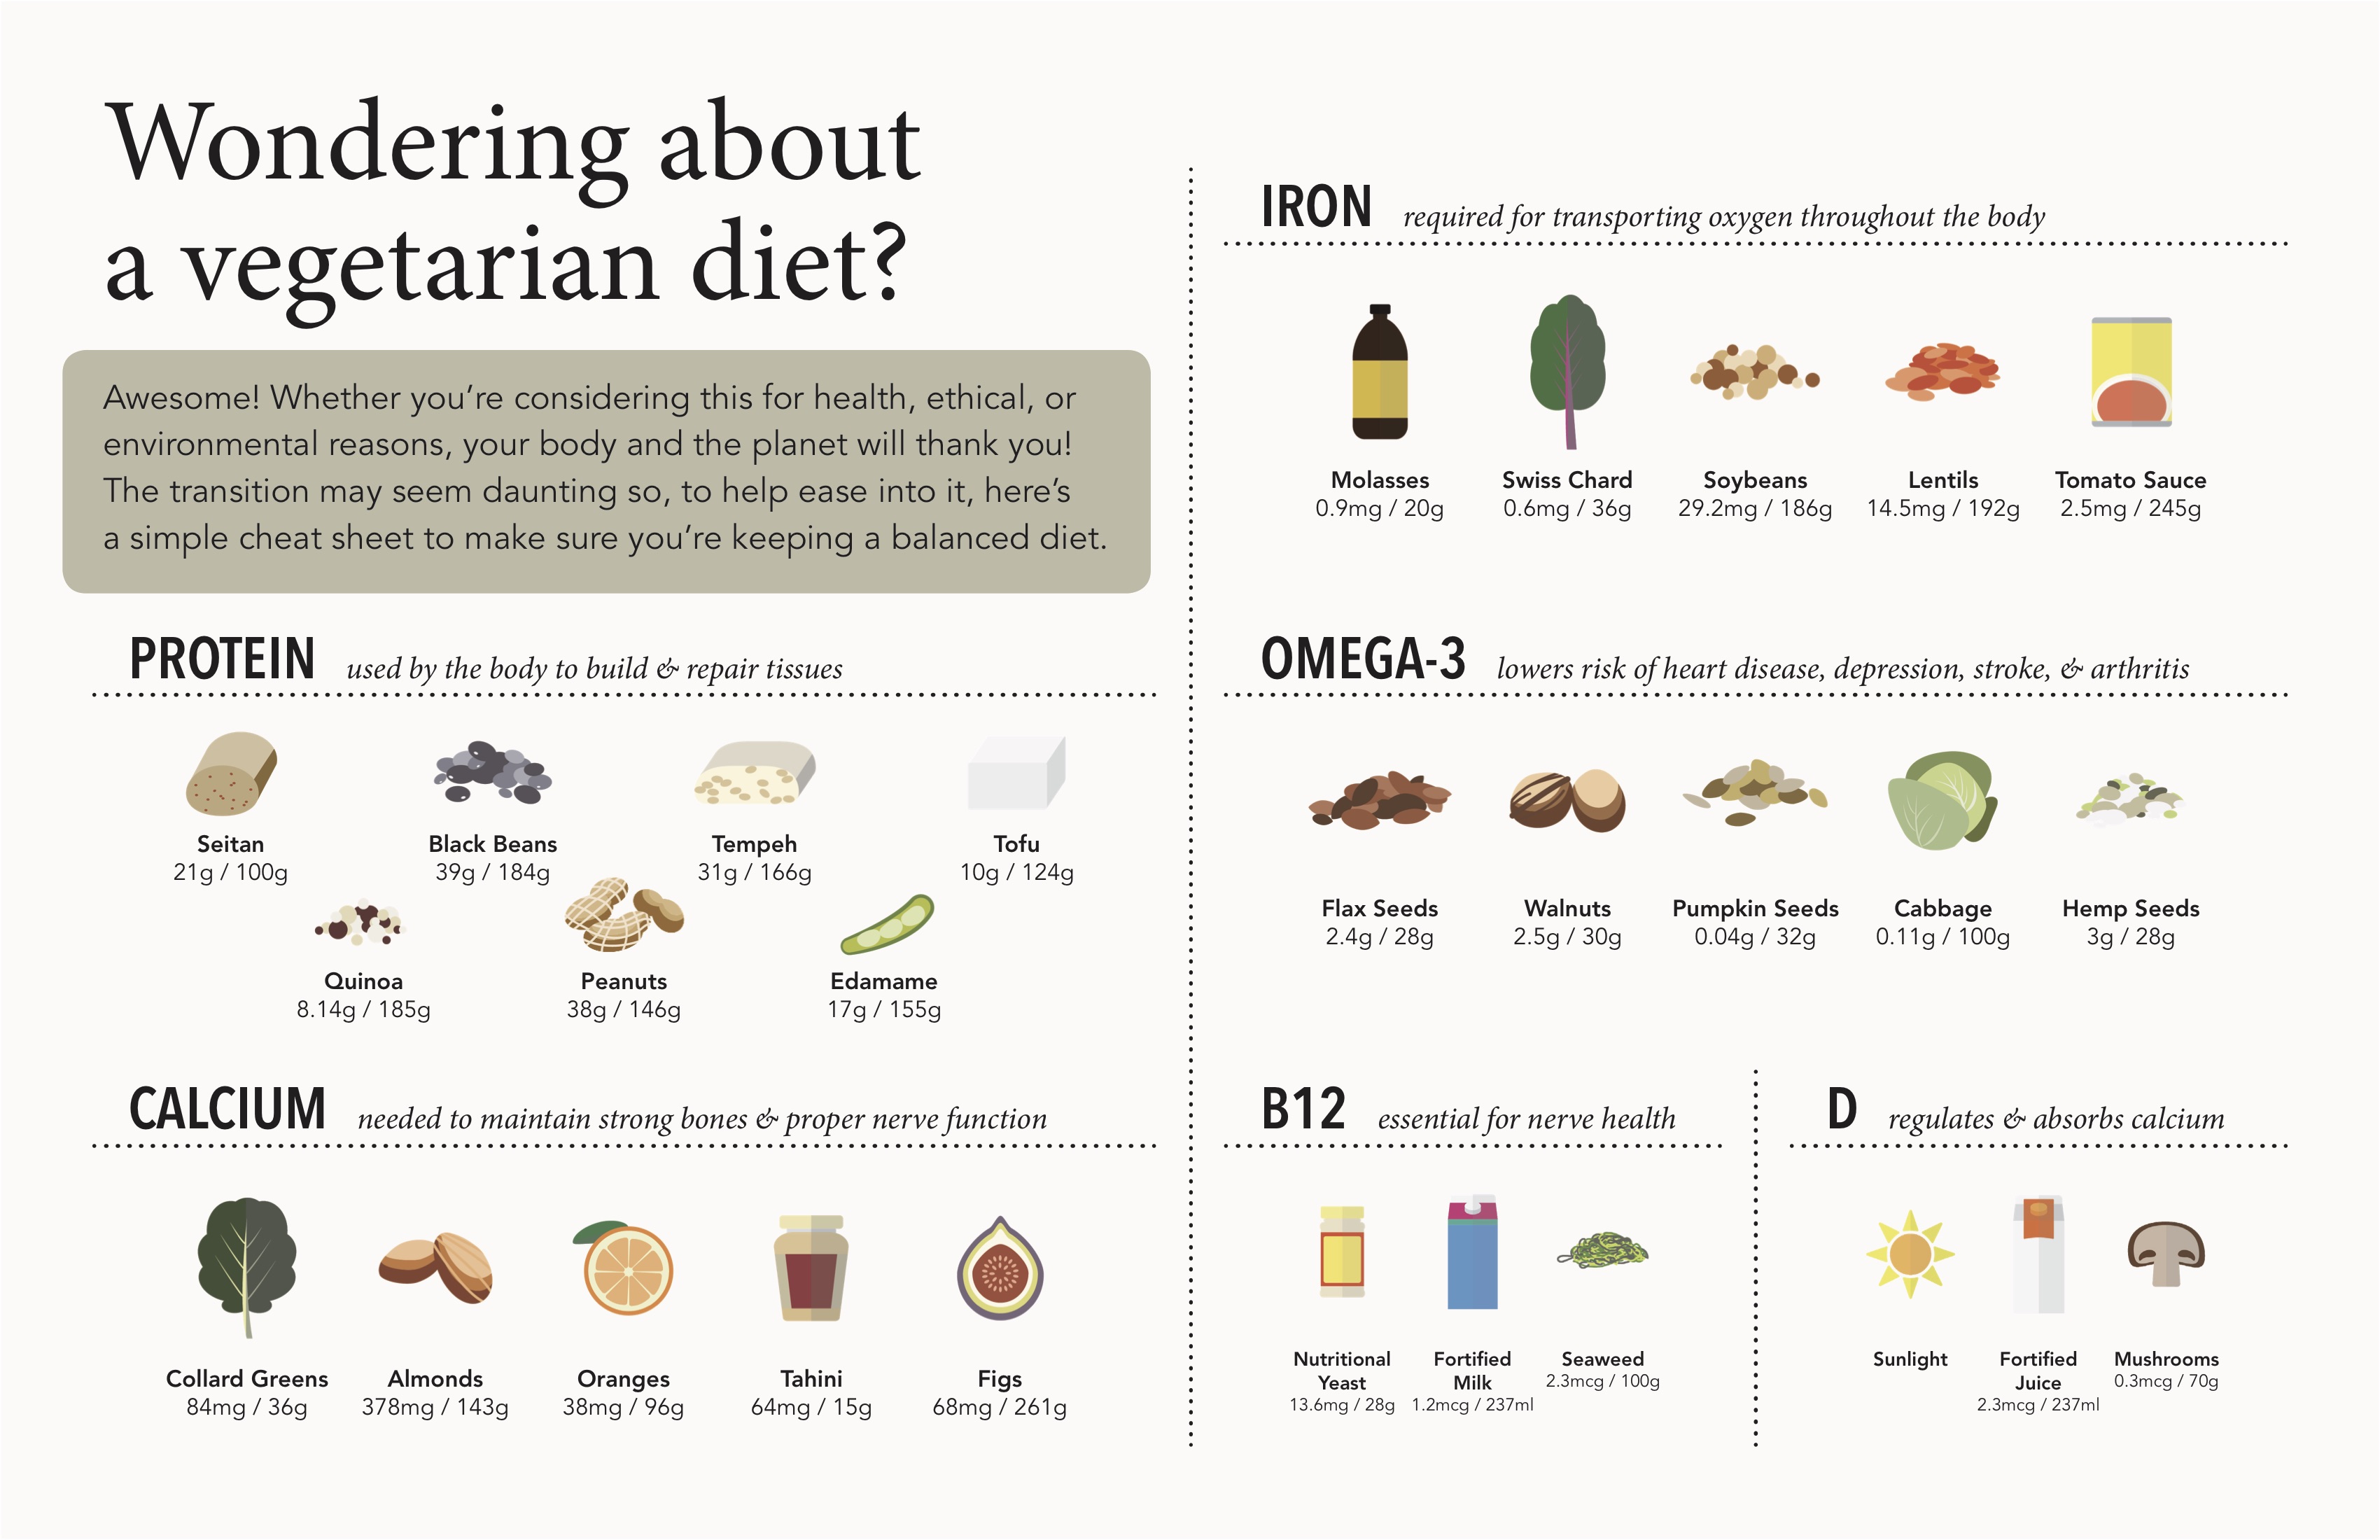 Wondering about
a vegetarian diet?
Awesome! Whether you’re considering this for health, ethical, or
environmental reasons, your body and the planet will thank you!
The transition may seem daunting so, to help ease into it, here’s
a simple cheat sheet to make sure you’re keeping a balanced diet.
PROTEIN used by the body to build & repair tissues
Seitan
21g / 100g
Black Beans
39g / 184g
Tempeh
31g / 166g
Tofu
10g / 124g
Quinoa
8.14g / 185g
Peanuts
38g / 146g
Edamame
17g / 155g
CALCIUM needed to maintain strong bones & proper nerve function
Collard Greens
84mg / 36g
Almonds
378mg / 143g
Oranges
38mg / 96g
Tahini
64mg / 15g
Figs
68mg / 261g
IRON required for transporting oxygen throughout the body
Molasses
0.9mg / 20g
Swiss Chard
0.6mg / 36g
Soybeans
29.2mg / 186g
Lentils
14.5mg / 192g
Tomato Sauce
2.5mg / 245g
OMEGA-3 lowers risk of heart disease, depression, stroke, & arthritis
Flax Seeds
2.4g / 28g
Walnuts
2.5g / 30g
Pumpkin Seeds
0.04g / 32g
Cabbage
0.11g / 100g
Hemp Seeds
3g / 28g
B12 essential for nerve health
Nutritional
Yeast
13.6mg / 28g
Fortified
Milk
1.2mcg / 237ml
Seaweed
2.3mcg / 100g
D regulates & absorbs calcium
Sunlight
Fortified
Juice
2.3mcg / 237ml
Mushrooms
0.3mcg / 70g